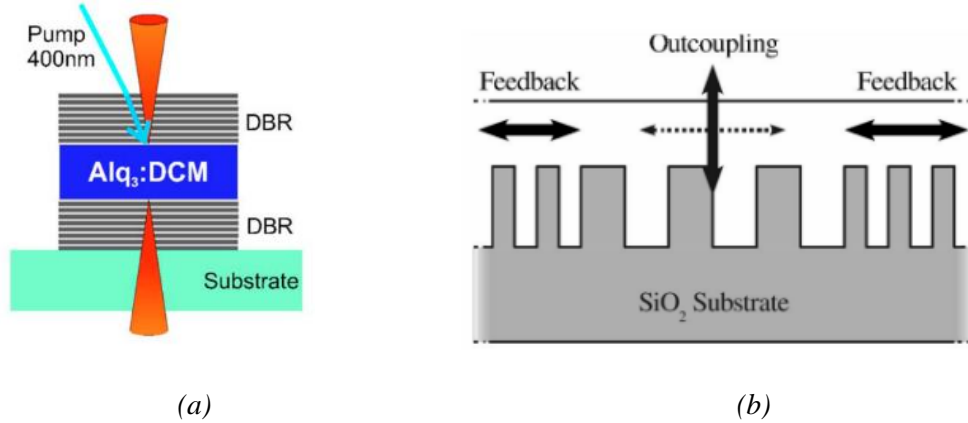 Pump
400nm
DBR
Alq₃:DCM
DBR
Substrate
(a)
Outcoupling
Feedback
Feedback
SiO₂ Substrate
(b)